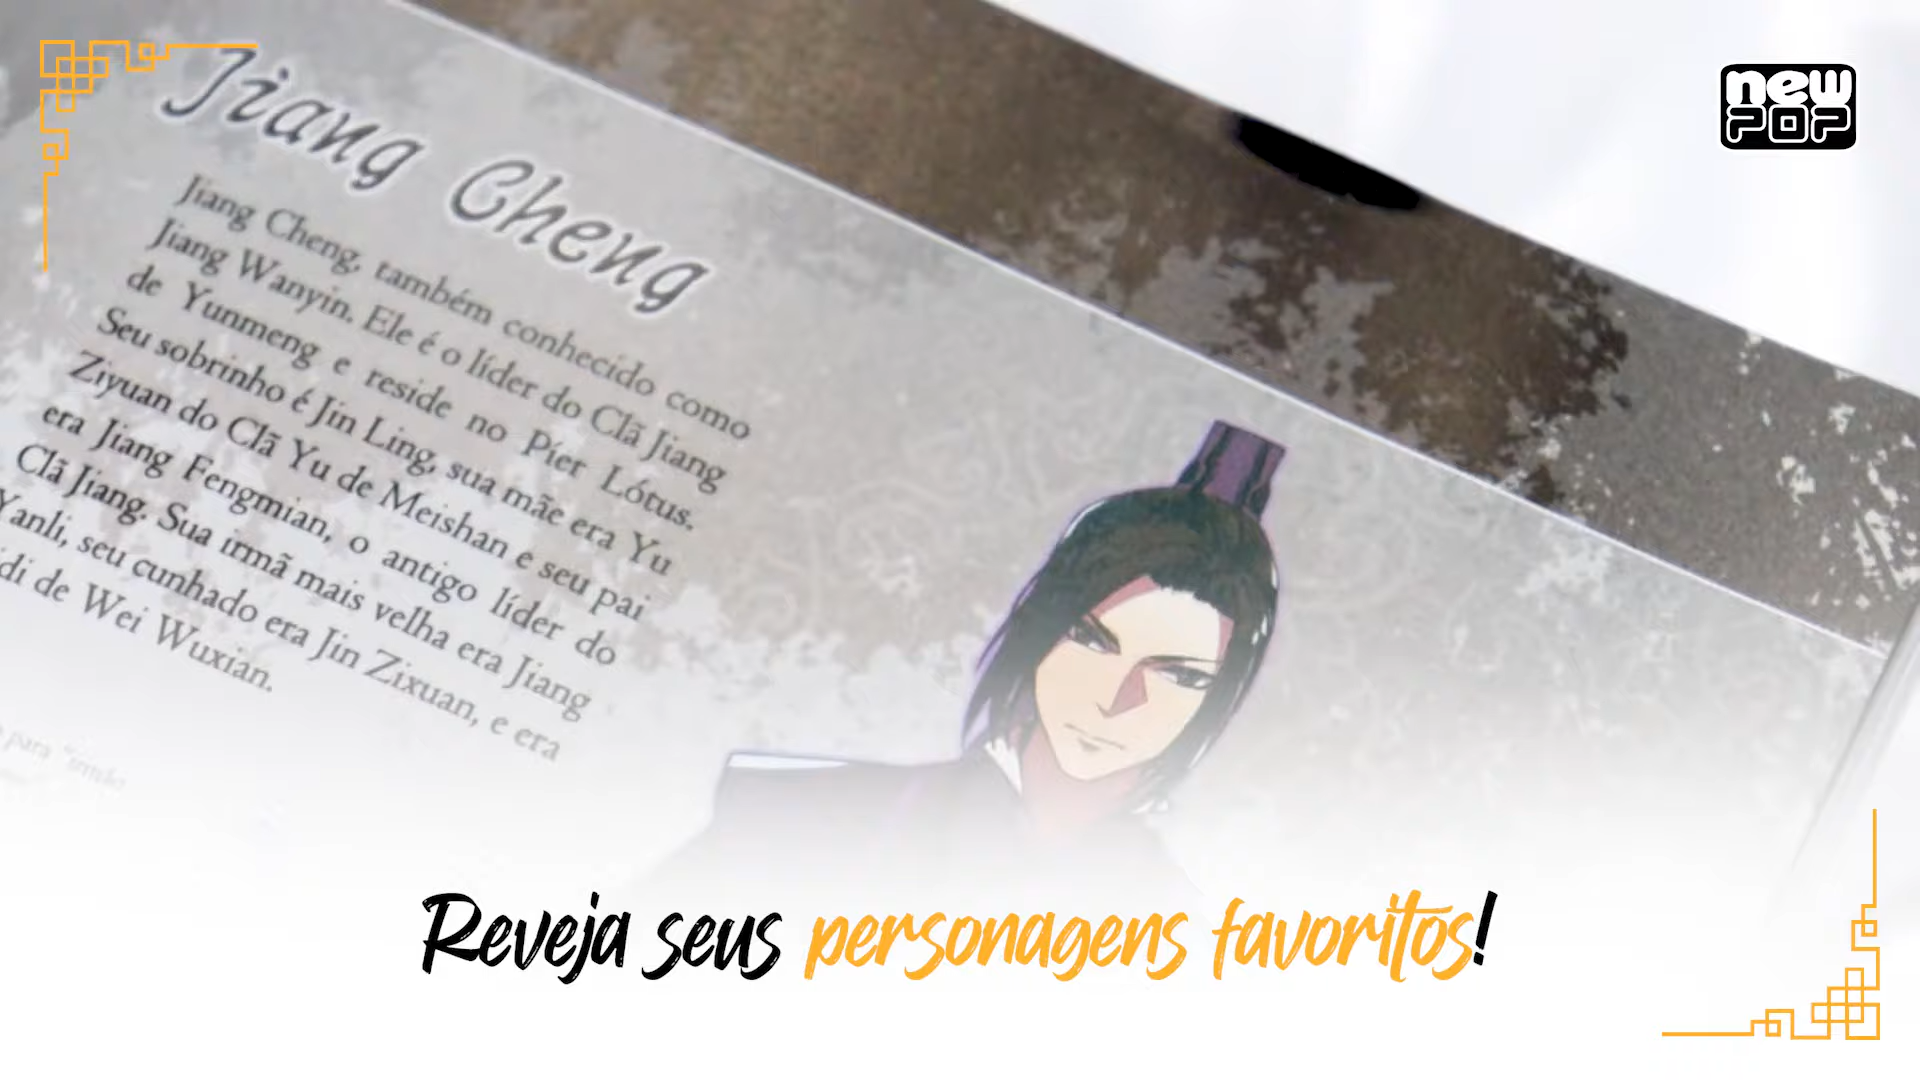 new
POP
Jiang Cheng
Jiang Cheng, também conhecido como
Jiang Wanyin. Ele é o líder do Clã Jiang
de Yunmeng e reside no Píer Lótus.
Seu sobrinho é Jin Ling, sua mãe era Yu
Ziyuan do Clã Yu de Meishan e seu pai
era Jiang Fengmian, o antigo líder do
Clã Jiang. Sua irmã mais velha era Jiang
Yanli, seu cunhado era Jin Zixuan, e era
di de Wei Wuxian.
para "irmão
Reveja seus personagens favoritos!